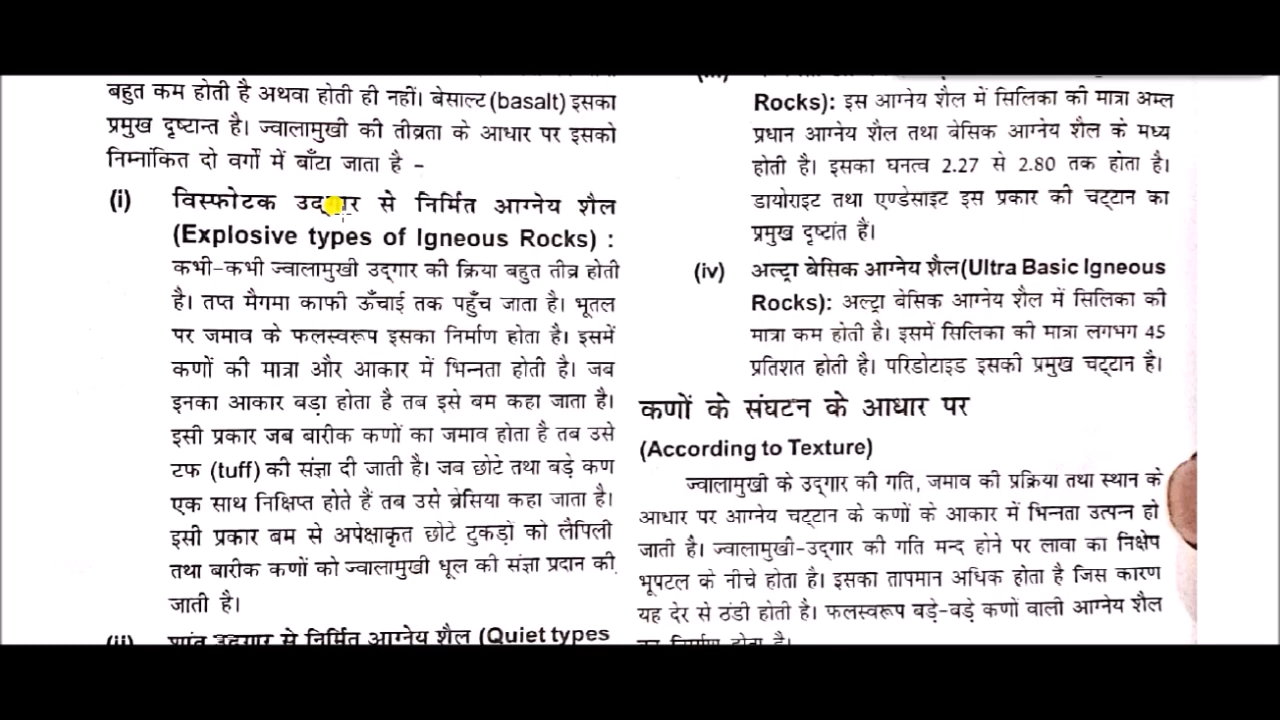 बहुत कम होती है अथवा होती ही नहीं। बेसाल्ट (basalt) इसका
प्रमुख दृष्टान्त है। ज्वालामुखी की तीव्रता के आधार पर इसको
निम्नांकित दो वर्गों में बाँटा जाता है –
(i) विस्फोटक उद्गार से निर्मित आग्नेय शैल
(Explosive types of Igneous Rocks) :
कभी-कभी ज्वालामुखी उद्गार की क्रिया बहुत तीव्र होती
है। तप्त मैगमा काफी ऊँचाई तक पहुँच जाता है। भूतल
पर जमाव के फलस्वरूप इसका निर्माण होता है। इसमें
कणों की मात्रा और आकार में भिन्नता होती है। जब
इनका आकार बड़ा होता है तब इसे बम कहा जाता है।
इसी प्रकार जब बारीक कणों का जमाव होता है तब उसे
टफ (tuff) की संज्ञा दी जाती है। जब छोटे तथा बड़े कण
एक साथ निक्षिप्त होते हैं तब उसे ब्रेसिया कहा जाता है।
इसी प्रकार बम से अपेक्षाकृत छोटे टुकड़ों को लैपिली
तथा बारीक कणों को ज्वालामुखी धूल की संज्ञा प्रदान की
जाती है।
(ii) शांत उद्गार से निर्मित आग्नेय शैल (Quiet types
Rocks): इस आग्नेय शैल में सिलिका की मात्रा अम्ल
प्रधान आग्नेय शैल तथा बेसिक आग्नेय शैल के मध्य
होती है। इसका घनत्व 2.27 से 2.80 तक होता है।
डायोराइट तथा एण्डेसाइट इस प्रकार की चट्टान का
प्रमुख दृष्टांत हैं।
(iv) अल्ट्रा बेसिक आग्नेय शैल(Ultra Basic Igneous
Rocks): अल्ट्रा बेसिक आग्नेय शैल में सिलिका की
मात्रा कम होती है। इसमें सिलिका की मात्रा लगभग 45
प्रतिशत होती है। परिडोटाइड इसकी प्रमुख चट्टान है।
कणों के संघटन के आधार पर
(According to Texture)
ज्वालामुखी के उद्गार की गति, जमाव की प्रक्रिया तथा स्थान के
आधार पर आग्नेय चट्टान के कणों के आकार में भिन्नता उत्पन्न हो
जाती है। ज्वालामुखी-उद्गार की गति मन्द होने पर लावा का निक्षेप
भूपटल के नीचे होता है। इसका तापमान अधिक होता है जिस कारण
यह देर से ठंडी होती है। फलस्वरूप बड़े-बड़े कणों वाली आग्नेय शैल
का निर्माण होता है।